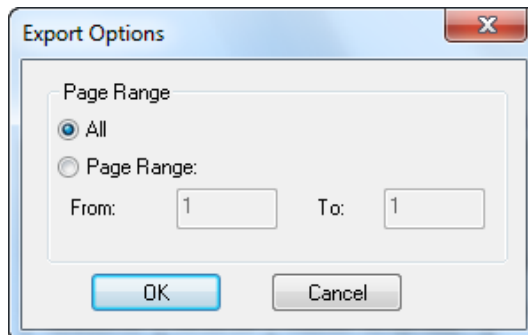 Export Options
Page Range
All
Page Range:
From: 1 To: 1
OK Cancel